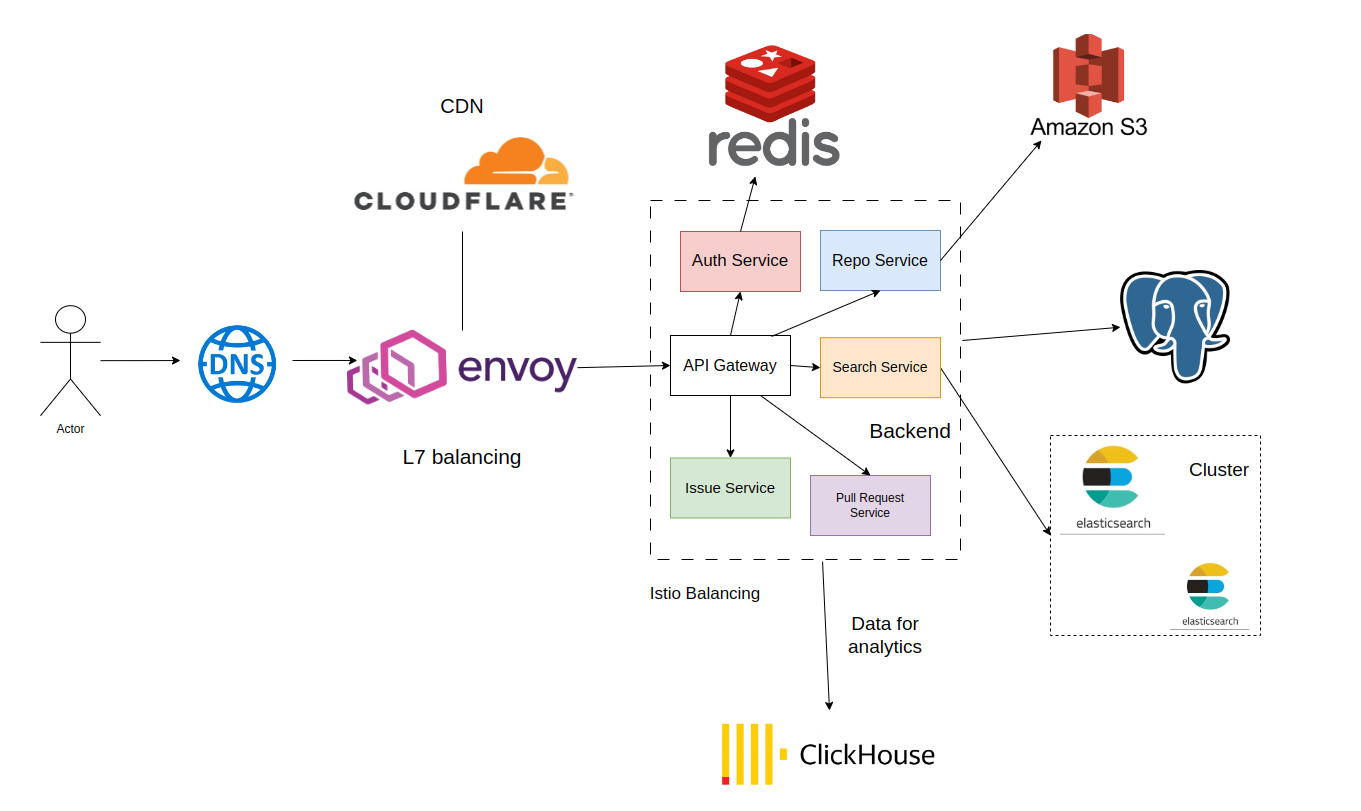 CDN
CLOUDFLARE
redis
Amazon S3
Auth Service
Repo Service
Actor
DNS
envoy
API Gateway
Search Service
L7 balancing
Backend
Issue Service
Pull Request
Service
Cluster
elasticsearch
elasticsearch
Istio Balancing
Data for
analytics
ClickHouse